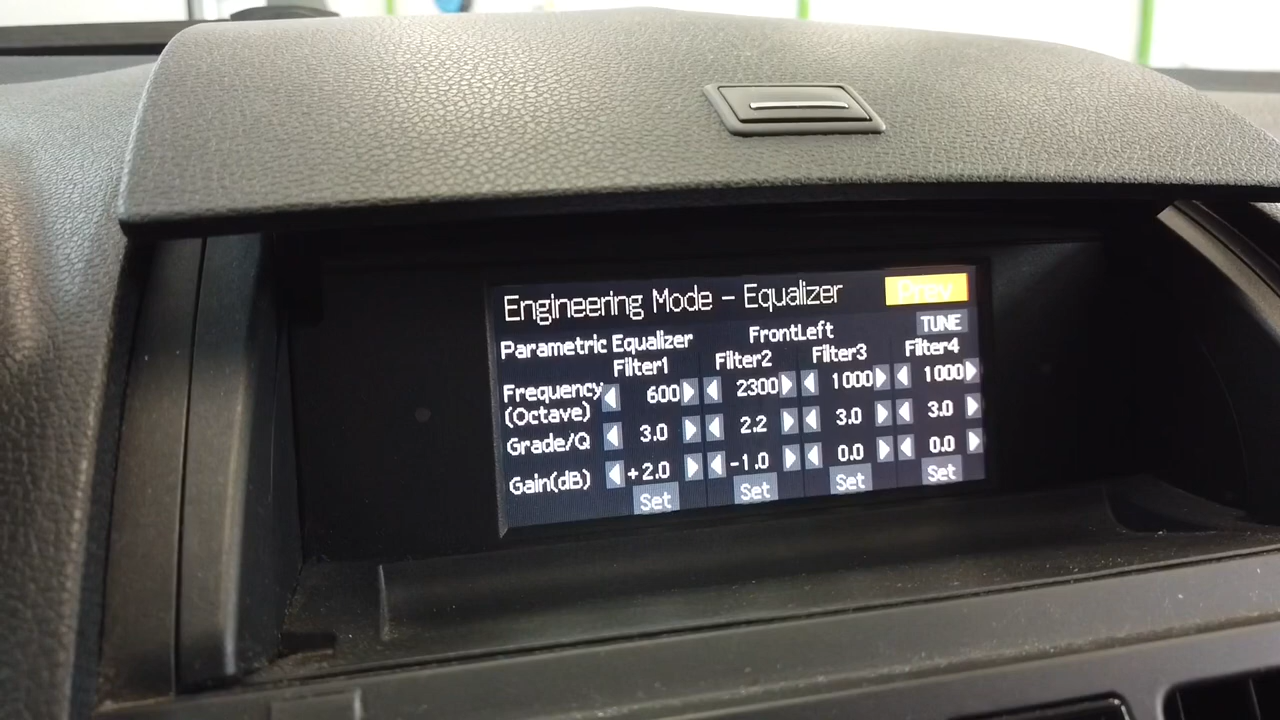 Engineering Mode - Equalizer Prev
Parametric Equalizer FrontLeft TUNE
Filter1 Filter2 Filter3 Filter4
Frequency 600 2300 1000 1000
(Octave)
Grade/Q 3.0 2.2 3.0 3.0
Gain(dB) +2.0 -1.0 0.0 0.0
Set Set Set Set